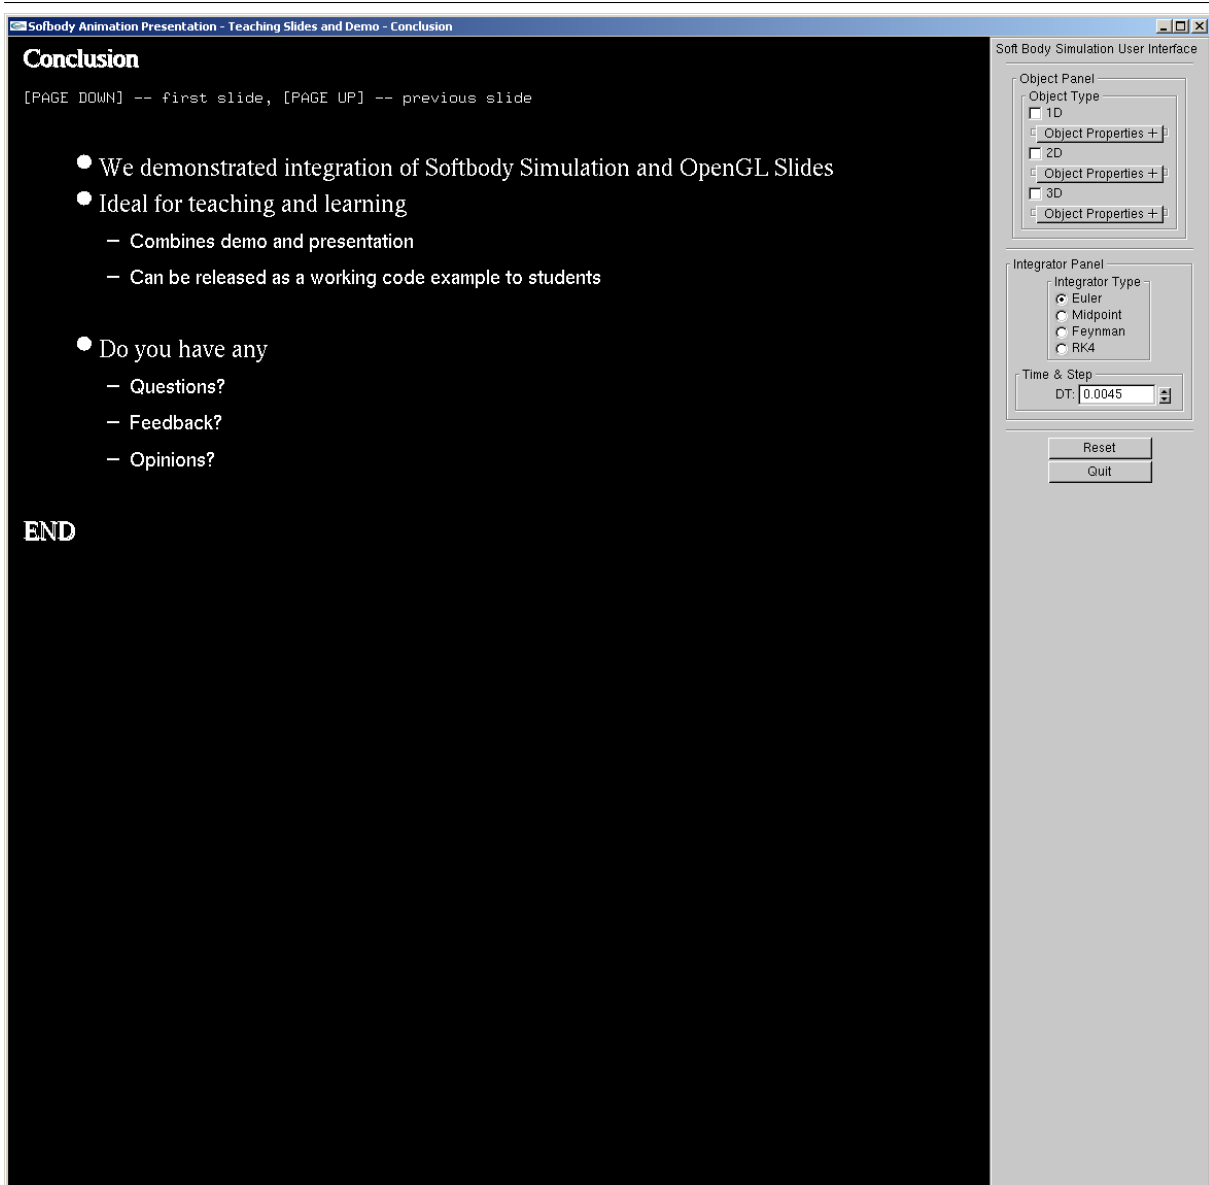 Sofbody Animation Presentation - Teaching Slides and Demo - Conclusion
Conclusion
[PAGE DOWN] -- first slide, [PAGE UP] -- previous slide
We demonstrated integration of Softbody Simulation and OpenGL Slides
Ideal for teaching and learning
– Combines demo and presentation
– Can be released as a working code example to students
Do you have any
– Questions?
– Feedback?
– Opinions?
END
Soft Body Simulation User Interface
Object Panel
Object Type
1D
Object Properties +
2D
Object Properties +
3D
Object Properties +
Integrator Panel
Integrator Type
Euler
Midpoint
Feynman
RK4
Time & Step
DT: 0.0045
Reset
Quit